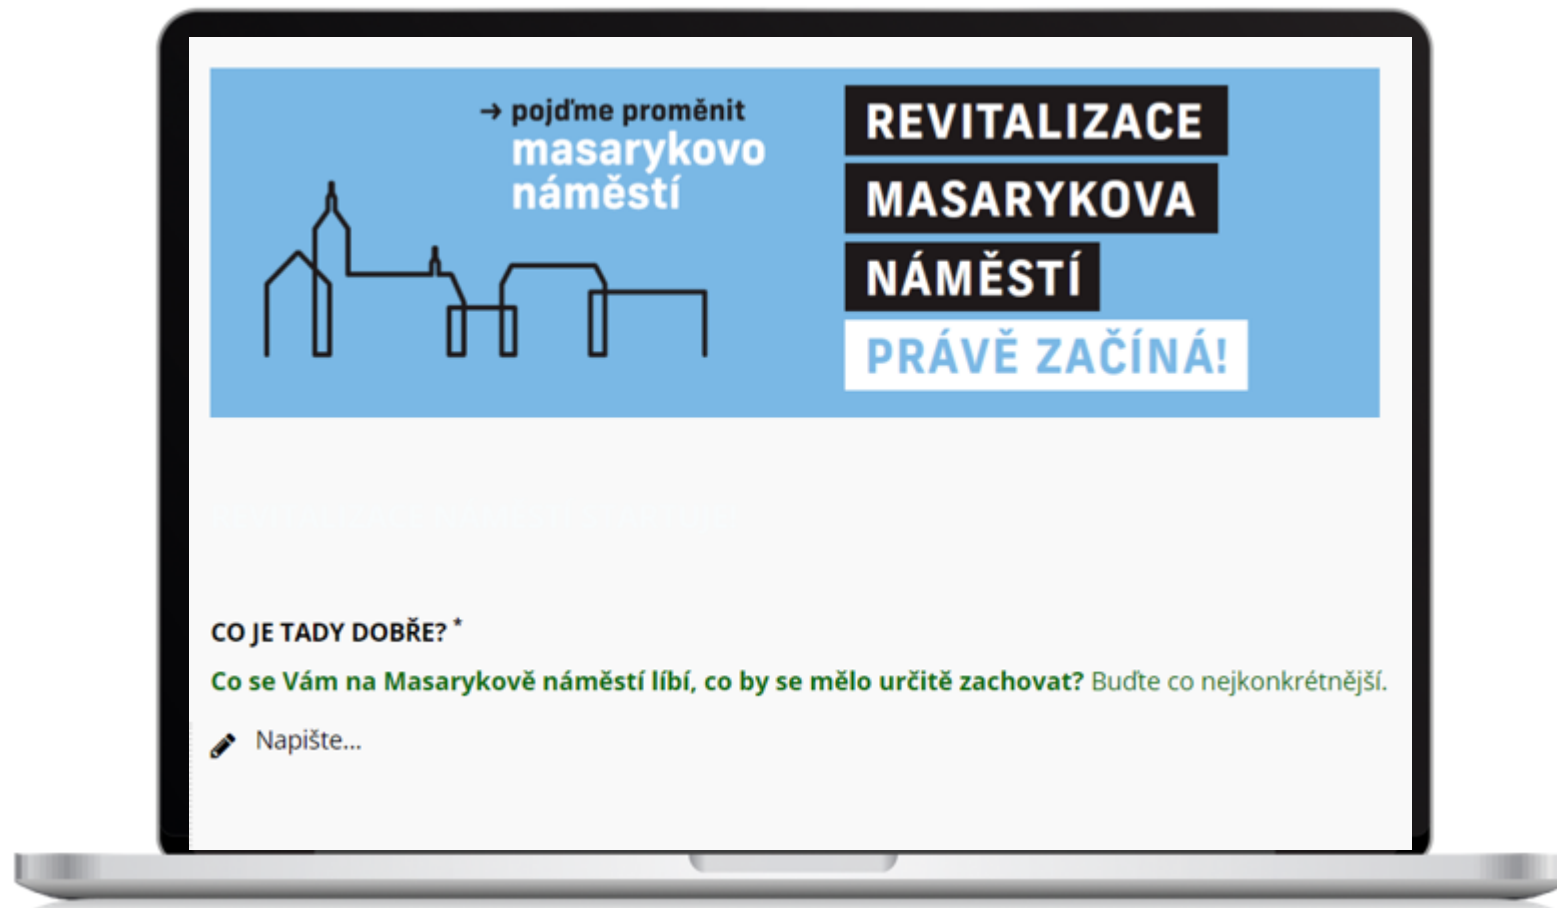 → pojďme proměnit
masarykovo
náměstí
REVITALIZACE
MASARYKOVA
NÁMĚSTÍ
PRÁVĚ ZAČÍNÁ!
CO JE TADY DOBŘE? *
Co se Vám na Masarykově náměstí líbí, co by se mělo určitě zachovat? Buďte co nejkonkrétnější.
Napište...